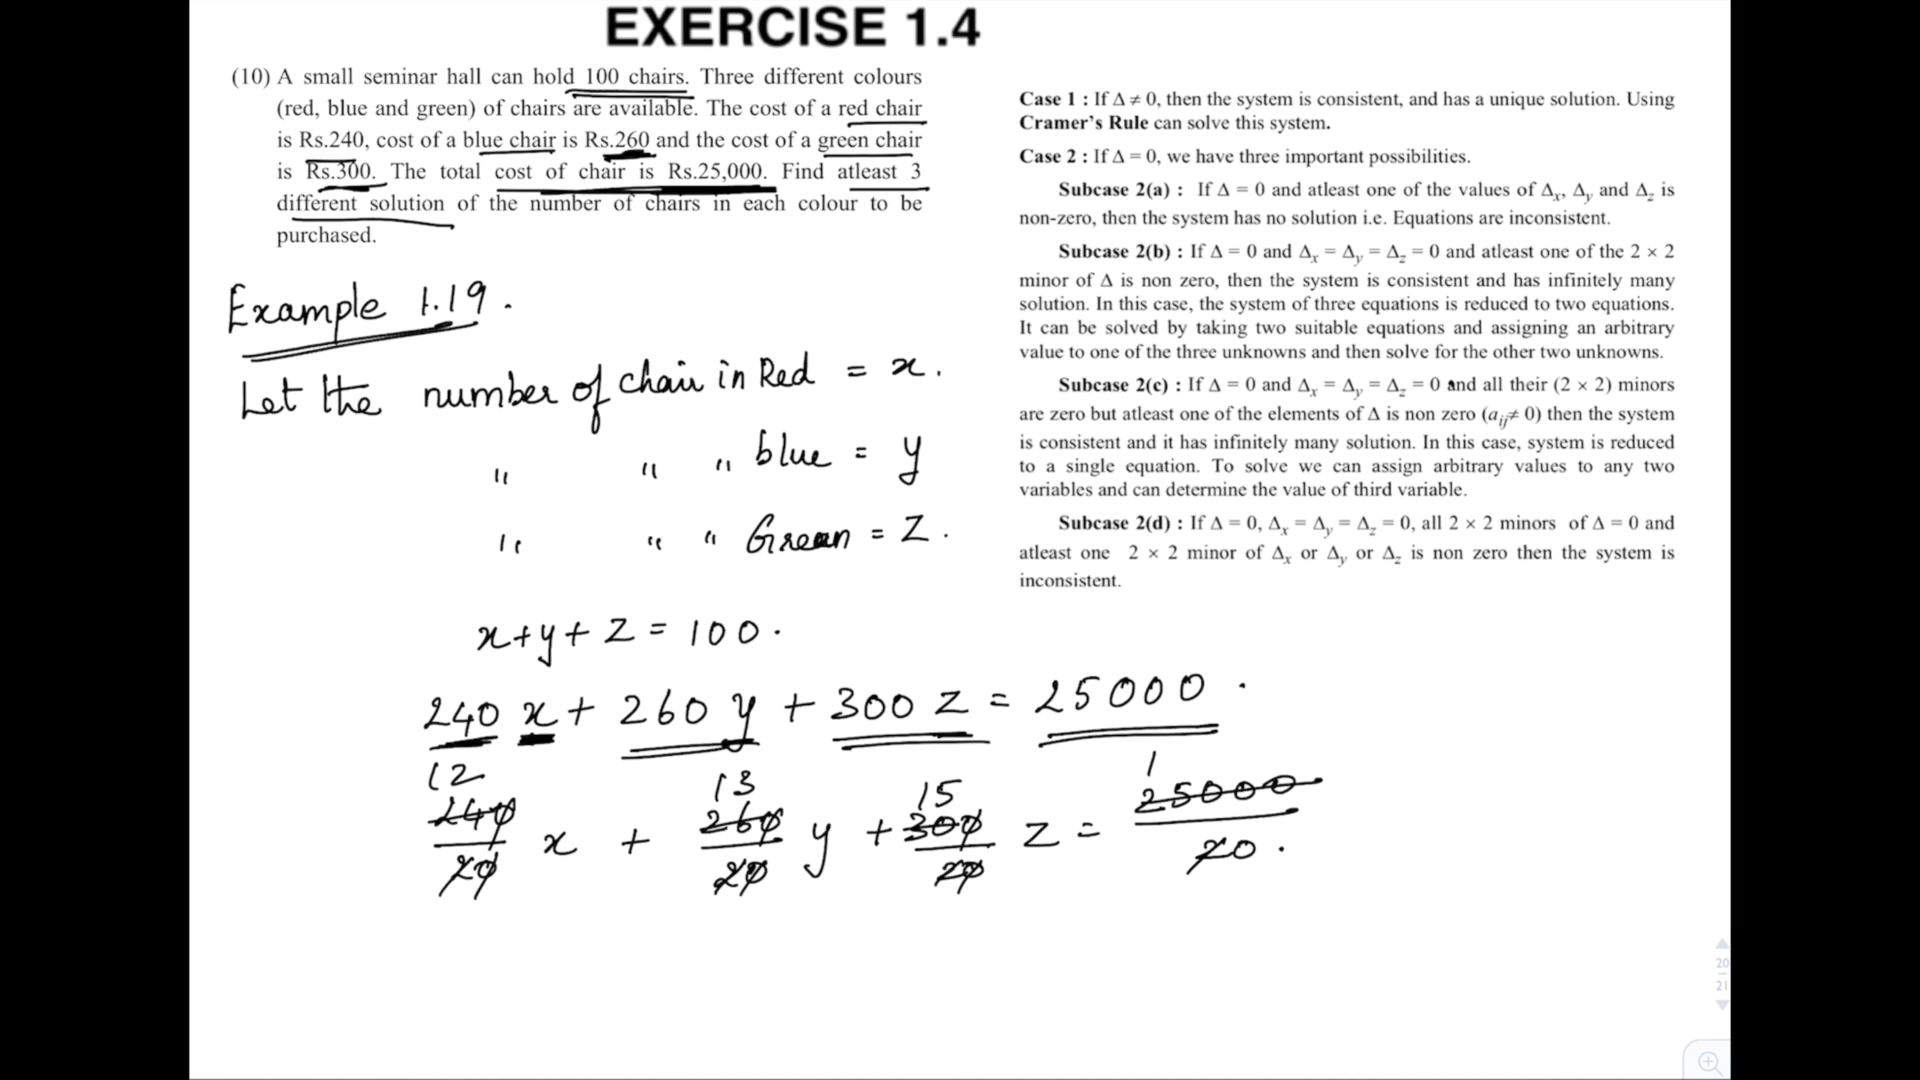 EXERCISE 1.4
(10) A small seminar hall can hold 100 chairs. Three different colours
(red, blue and green) of chairs are available. The cost of a red chair
is Rs.240, cost of a blue chair is Rs.260 and the cost of a green chair
is Rs.300. The total cost of chair is Rs.25,000. Find atleast 3
different solution of the number of chairs in each colour to be
purchased.
Example 1.19.
Let the number of chair in Red = x.
" " " blue = y
" " " Green = Z.
x+y+z = 100.
240 x + 260 y + 300 z = 25000.
12 13 15 1
240/20 x + 260/20 y + 300/20 z = 25000/20.
Case 1 : If Δ ≠ 0, then the system is consistent, and has a unique solution. Using
Cramer's Rule can solve this system.
Case 2 : If Δ = 0, we have three important possibilities.
Subcase 2(a) : If Δ = 0 and atleast one of the values of Δx, Δy and Δz is
non-zero, then the system has no solution i.e. Equations are inconsistent.
Subcase 2(b) : If Δ = 0 and Δx = Δy = Δz = 0 and atleast one of the 2 × 2
minor of Δ is non zero, then the system is consistent and has infinitely many
solution. In this case, the system of three equations is reduced to two equations.
It can be solved by taking two suitable equations and assigning an arbitrary
value to one of the three unknowns and then solve for the other two unknowns.
Subcase 2(c) : If Δ = 0 and Δx = Δy = Δz = 0 and all their (2 × 2) minors
are zero but atleast one of the elements of Δ is non zero (aij≠ 0) then the system
is consistent and it has infinitely many solution. In this case, system is reduced
to a single equation. To solve we can assign arbitrary values to any two
variables and can determine the value of third variable.
Subcase 2(d) : If Δ = 0, Δx = Δy = Δz = 0, all 2 × 2 minors of Δ = 0 and
atleast one 2 × 2 minor of Δx or Δy or Δz is non zero then the system is
inconsistent.
20
21